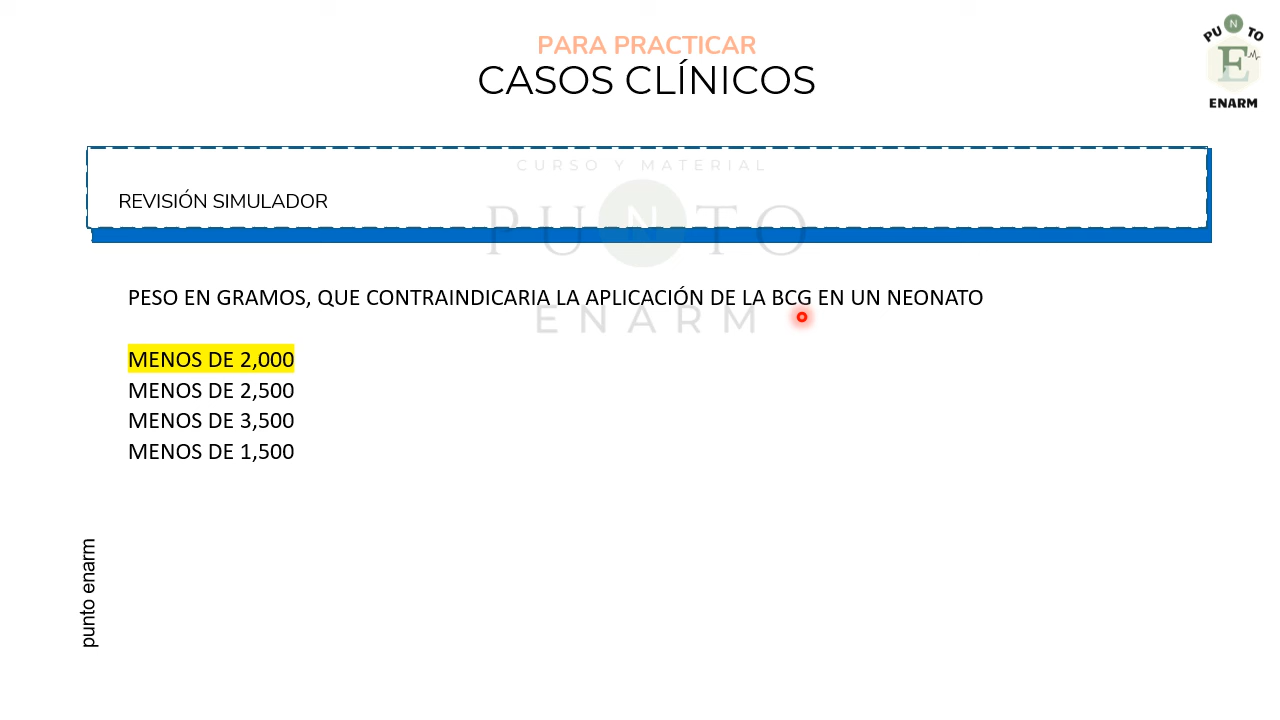 PARA PRACTICAR
CASOS CLÍNICOS
PUNTO
E
ENARM
CURSO Y MATERIAL
REVISIÓN SIMULADOR
PUNTO
ENARM
PESO EN GRAMOS, QUE CONTRAINDICARIA LA APLICACIÓN DE LA BCG EN UN NEONATO
MENOS DE 2,000
MENOS DE 2,500
MENOS DE 3,500
MENOS DE 1,500
punto enarm